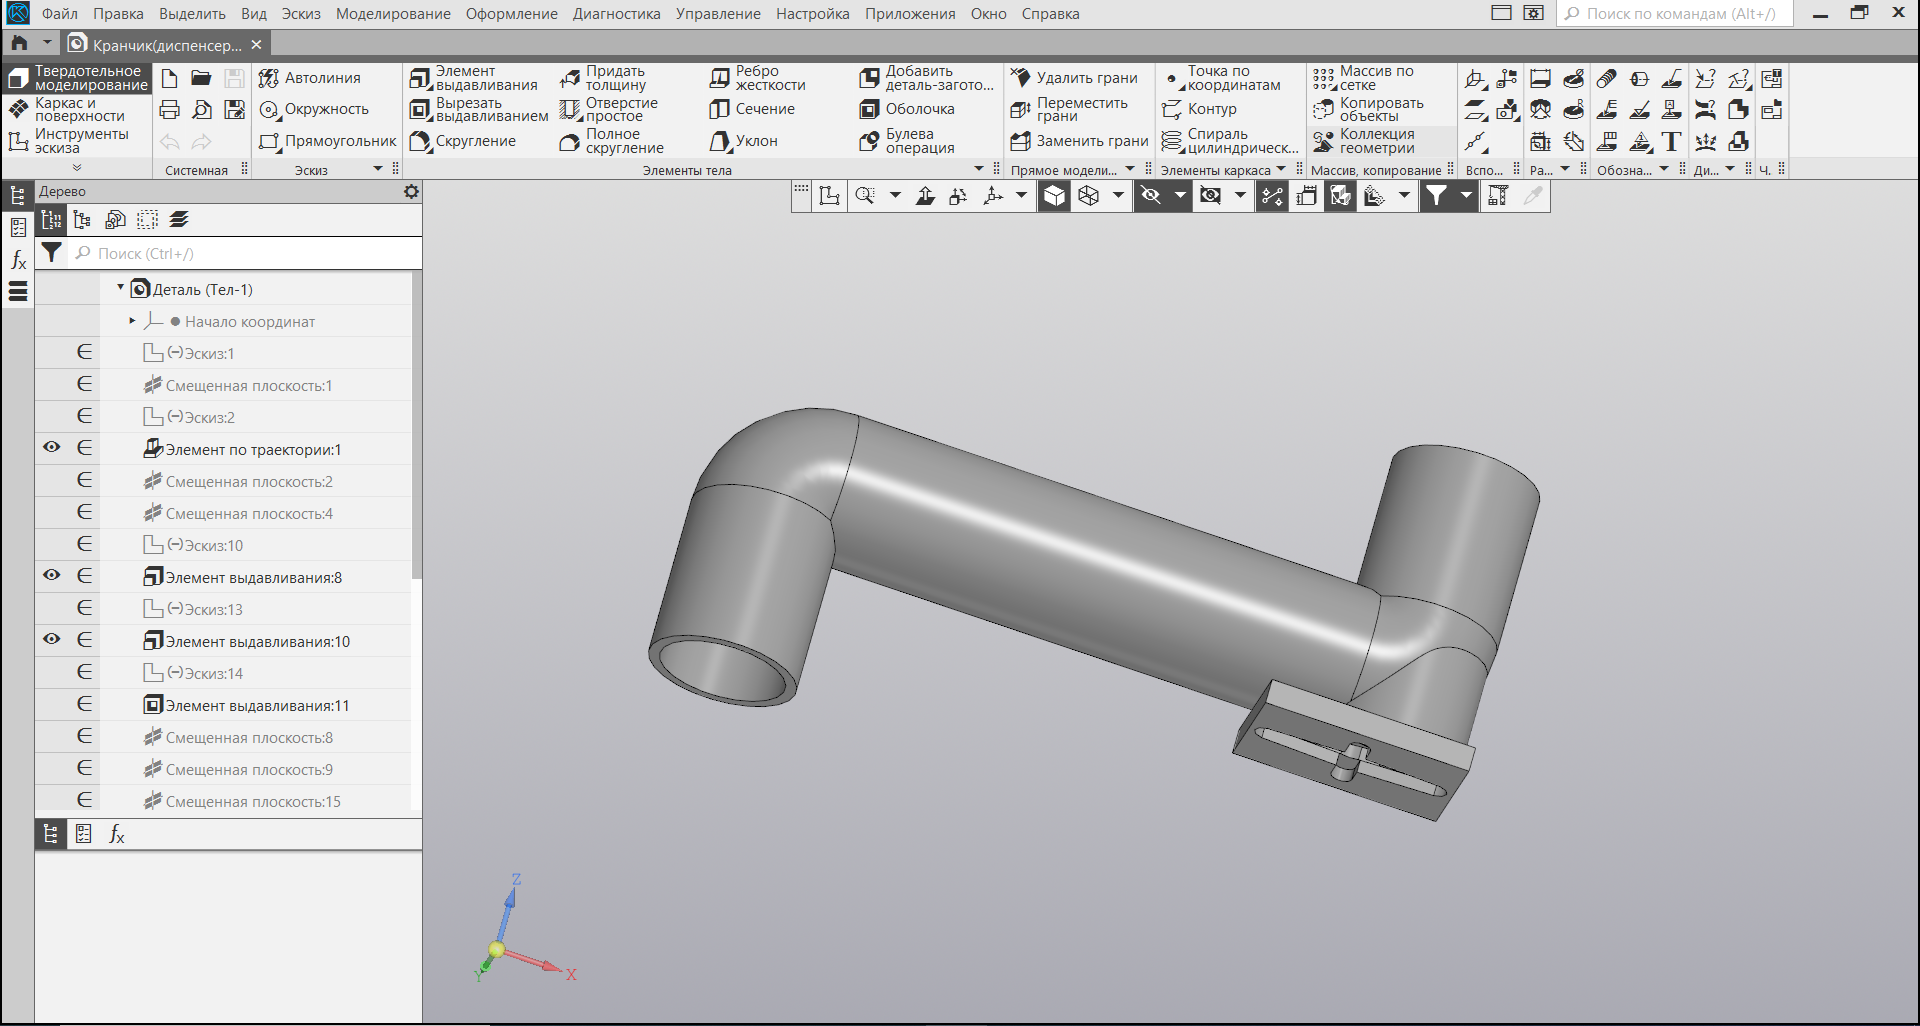 Файл Правка Выделить Вид Эскиз Моделирование Оформление Диагностика Управление Настройка Приложения Окно Справка
Поиск по командам (Alt+/)
Кранчик(диспенсер...
Твердотельное моделирование
Каркас и поверхности
Инструменты эскиза
Системная
Автолиния
Окружность
Прямоугольник
Эскиз
Элемент выдавливания
Вырезать выдавливанием
Скругление
Придать толщину
Отверстие простое
Полное скругление
Ребро жесткости
Сечение
Уклон
Добавить деталь-загото...
Оболочка
Булева операция
Элементы тела
Удалить грани
Переместить грани
Заменить грани
Прямое модели...
Точка по координатам
Контур
Спираль цилиндрическ...
Элементы каркаса
Массив по сетке
Копировать объекты
Коллекция геометрии
Массив, копирование
Вспо...
Ра...
Обозна...
Ди...
Ч.
Дерево
Поиск (Ctrl+/)
Деталь (Тел-1)
Начало координат
(-)Эскиз:1
Смещенная плоскость:1
(-)Эскиз:2
Элемент по траектории:1
Смещенная плоскость:2
Смещенная плоскость:4
(-)Эскиз:10
Элемент выдавливания:8
(-)Эскиз:13
Элемент выдавливания:10
(-)Эскиз:14
Элемент выдавливания:11
Смещенная плоскость:8
Смещенная плоскость:9
Смещенная плоскость:15
Z
X
Y